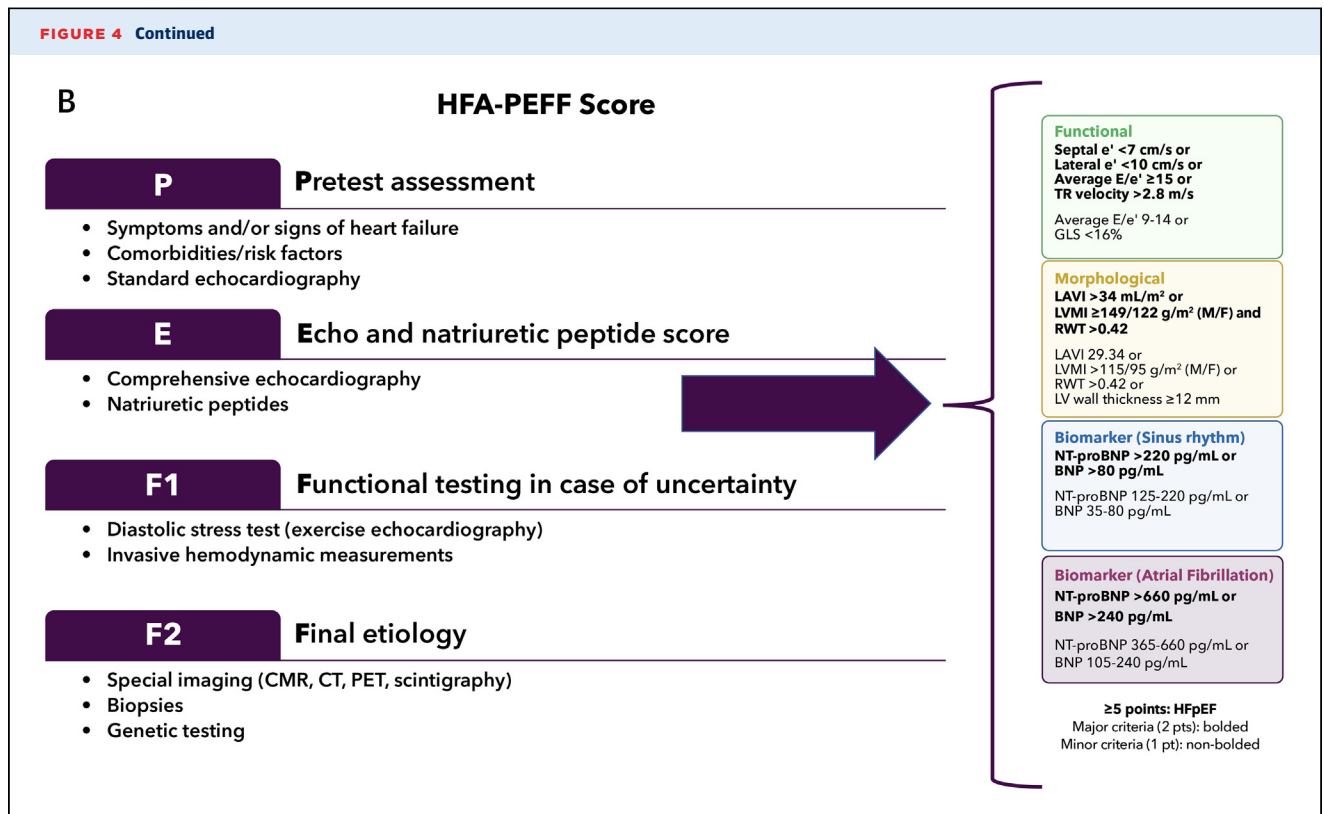 FIGURE 4 Continued
B
HFA-PEFF Score
P
Pretest assessment
• Symptoms and/or signs of heart failure
• Comorbidities/risk factors
• Standard echocardiography
E
Echo and natriuretic peptide score
• Comprehensive echocardiography
• Natriuretic peptides
F1
Functional testing in case of uncertainty
• Diastolic stress test (exercise echocardiography)
• Invasive hemodynamic measurements
F2
Final etiology
• Special imaging (CMR, CT, PET, scintigraphy)
• Biopsies
• Genetic testing
Functional
Septal e' <7 cm/s or
Lateral e' <10 cm/s or
Average E/e' ≥15 or
TR velocity >2.8 m/s
Average E/e' 9-14 or
GLS <16%
Morphological
LAVI >34 mL/m² or
LVMI ≥149/122 g/m² (M/F) and
RWT >0.42
LAVI 29.34 or
LVMI >115/95 g/m² (M/F) or
RWT >0.42 or
LV wall thickness ≥12 mm
Biomarker (Sinus rhythm)
NT-proBNP >220 pg/mL or
BNP >80 pg/mL
NT-proBNP 125-220 pg/mL or
BNP 35-80 pg/mL
Biomarker (Atrial Fibrillation)
NT-proBNP >660 pg/mL or
BNP >240 pg/mL
NT-proBNP 365-660 pg/mL or
BNP 105-240 pg/mL
≥5 points: HFpEF
Major criteria (2 pts): bolded
Minor criteria (1 pt): non-bolded